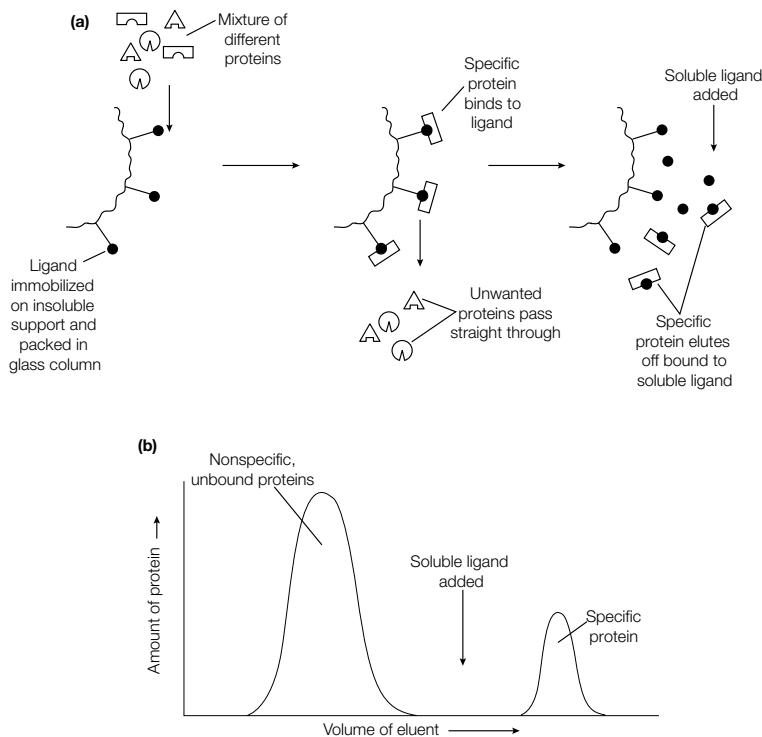 (a)
Mixture of
different
proteins
Ligand
immobilized
on insoluble
support and
packed in
glass column
Specific
protein
binds to
ligand
Unwanted
proteins pass
straight through
Soluble ligand
added
Specific
protein elutes
off bound to
soluble ligand
(b)
Nonspecific,
unbound proteins
Amount of protein
Soluble ligand
added
Specific
protein
Volume of eluent